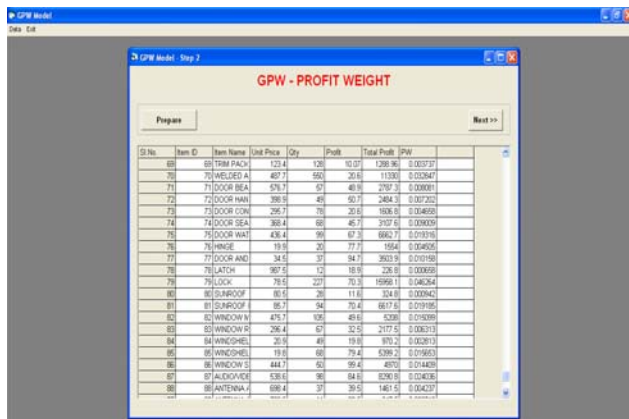 GPW Model
Data Exit
GPW Model - Step 2
GPW - PROFIT WEIGHT
Prepare
Next >>
Sl.No. Item ID Item Name Unit Price Qty Profit Total Profit PW
69 69 TRIM PACK 123.4 128 10.07 1288.96 0.003737
70 70 WELDED A 487.7 550 20.6 11330 0.032847
71 71 DOOR BEA 576.7 57 48.9 2787.3 0.008081
72 72 DOOR HAN 398.9 49 50.7 2484.3 0.007202
73 73 DOOR CON 295.7 78 20.6 1606.8 0.004658
74 74 DOOR SEA 368.4 68 45.7 3107.6 0.009009
75 75 DOOR WAT 436.4 99 67.3 6662.7 0.019316
76 76 HINGE 19.9 20 77.7 1554 0.004505
77 77 DOOR AND 34.5 37 94.7 3503.9 0.010158
78 78 LATCH 987.5 12 18.9 226.8 0.000658
79 79 LOCK 78.5 227 70.3 15958.1 0.046264
80 80 SUNROOF 80.5 28 11.6 324.8 0.000942
81 81 SUNROOF ( 85.7 94 70.4 6617.6 0.019185
82 82 WINDOW M 475.7 105 49.6 5208 0.015099
83 83 WINDOW R 296.4 67 32.5 2177.5 0.006313
84 84 WINDSHIEL 20.9 49 19.8 970.2 0.002813
85 85 WINDSHIEL 19.8 68 79.4 5399.2 0.015653
86 86 WINDOW S 444.7 50 99.4 4970 0.014409
87 87 AUDIO/VIDE 538.6 98 84.6 8290.8 0.024036
88 88 ANTENNA 698.4 37 39.5 1461.5 0.004237